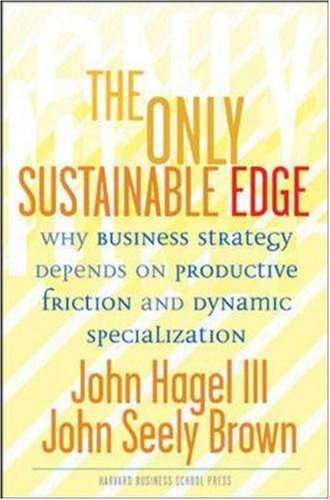 THE
ONLY
SUSTAINABLE EDGE
WHY BUSINESS STRATEGY
DEPENDS ON PRODUCTIVE
FRICTION AND DYNAMIC
SPECIALIZATION
John Hagel III
John Seely Brown
HARVARD BUSINESS SCHOOL PRESS